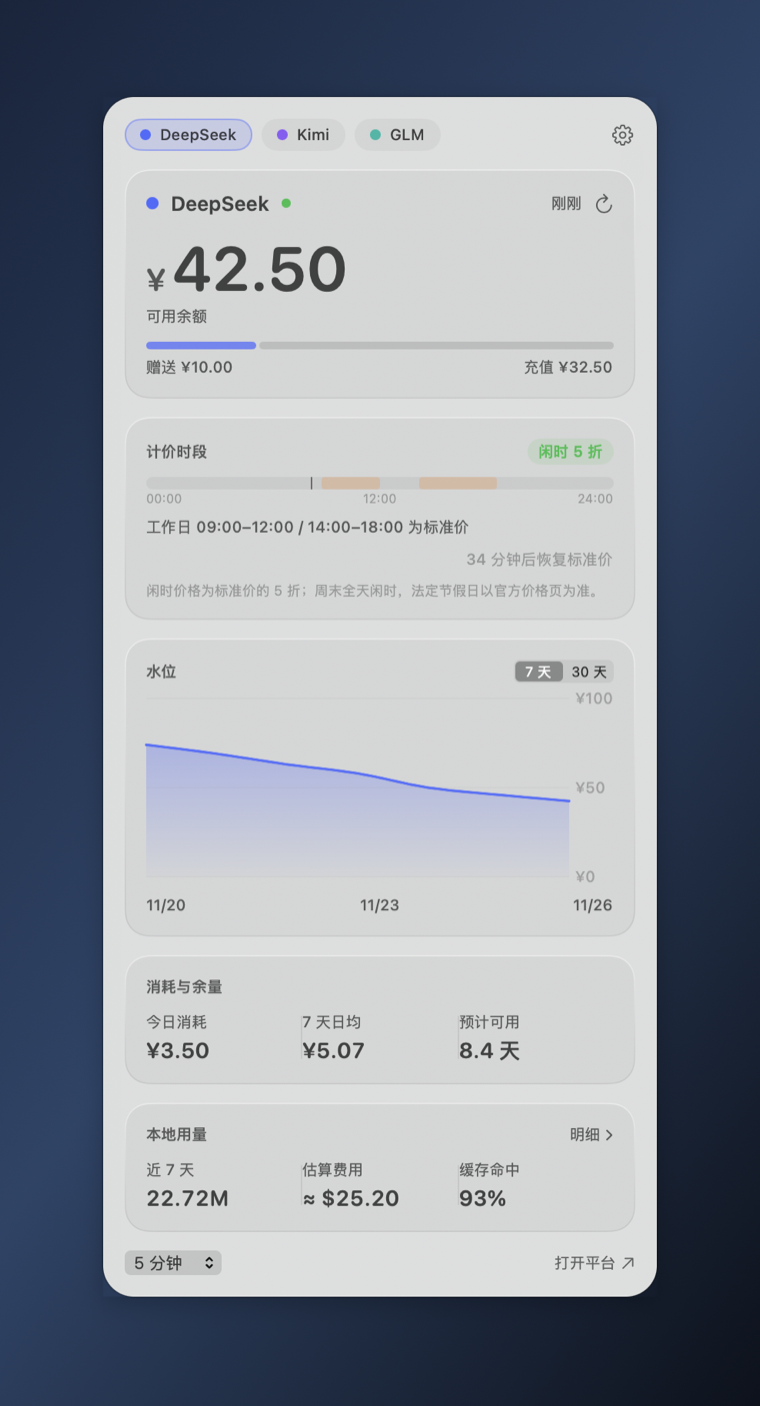 DeepSeek Kimi GLM
DeepSeek 刚刚
¥42.50
可用余额
赠送 ¥10.00 充值 ¥32.50
计价时段 闲时 5 折
00:00 12:00 24:00
工作日 09:00–12:00 / 14:00–18:00 为标准价
34 分钟后恢复标准价
闲时价格为标准价的 5 折；周末全天闲时，法定节假日以官方价格页为准。
水位 7 天 30 天
¥100
¥50
¥0
11/20 11/23 11/26
消耗与余量
今日消耗 7 天日均 预计可用
¥3.50 ¥5.07 8.4 天
本地用量 明细
近 7 天 估算费用 缓存命中
22.72M ≈ $25.20 93%
5 分钟 打开平台